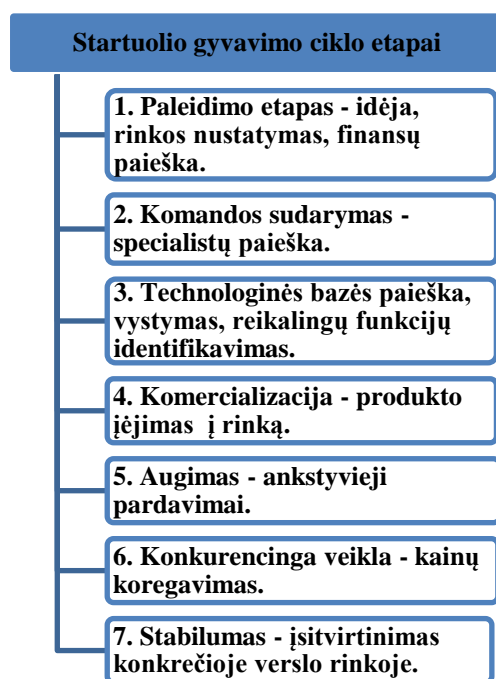 Startuolio gyvavimo ciklo etapai
1. Paleidimo etapas - idėja,
rinkos nustatymas, finansų
paieška.
2. Komandos sudarymas -
specialistų paieška.
3. Technologinės bazės paieška,
vystymas, reikalingų funkcijų
identifikavimas.
4. Komercializacija - produkto
įėjimas į rinką.
5. Augimas - ankstyvieji
pardavimai.
6. Konkurencinga veikla - kainų
koregavimas.
7. Stabilumas - įsitvirtinimas
konkrečioje verslo rinkoje.